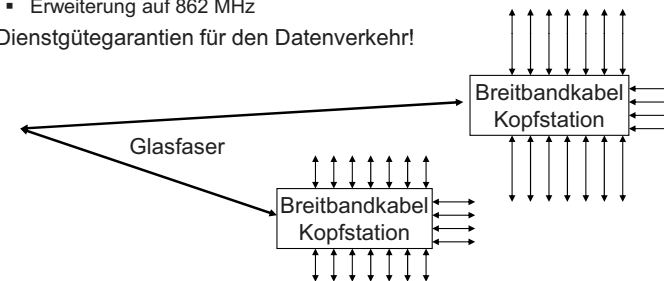 ▪ Erweiterung auf 862 MHz
Dienstgütegarantien für den Datenverkehr!
Breitbandkabel
Kopfstation
Glasfaser
Breitbandkabel
Kopfstation